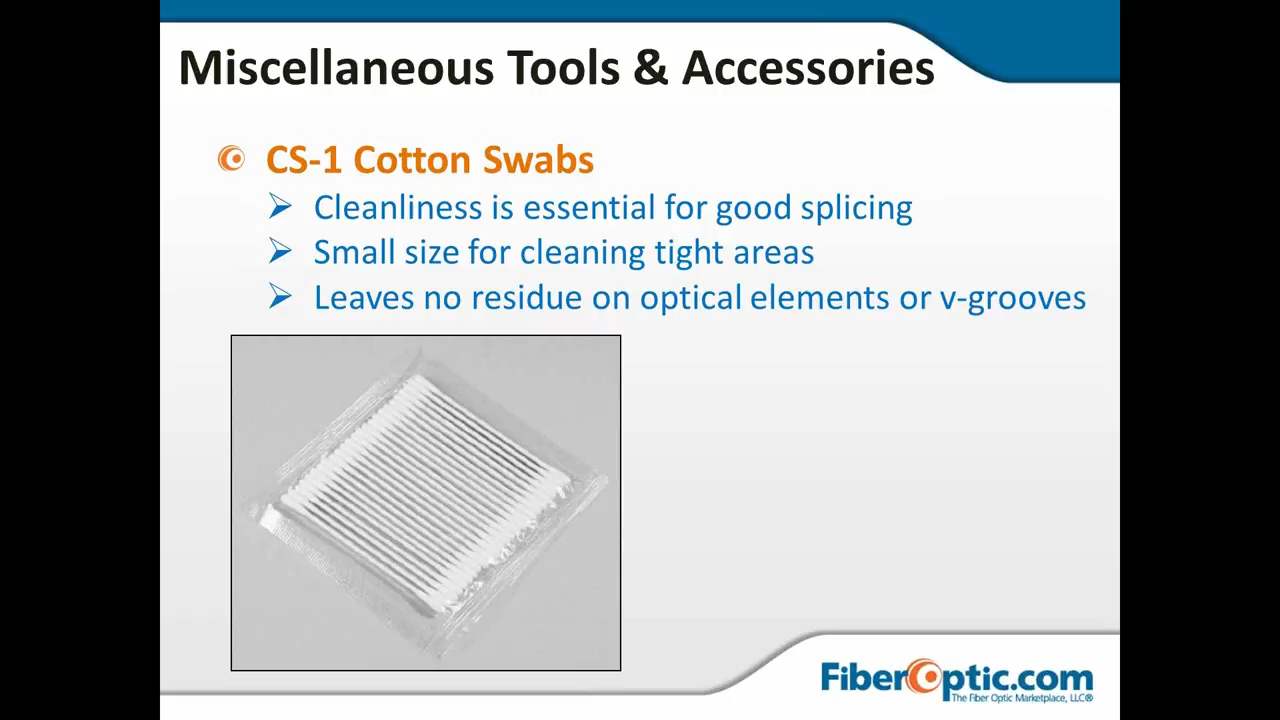 Miscellaneous Tools & Accessories
CS-1 Cotton Swabs
Cleanliness is essential for good splicing
Small size for cleaning tight areas
Leaves no residue on optical elements or v-grooves
FiberOptic.com
The Fiber Optic Marketplace, LLC®